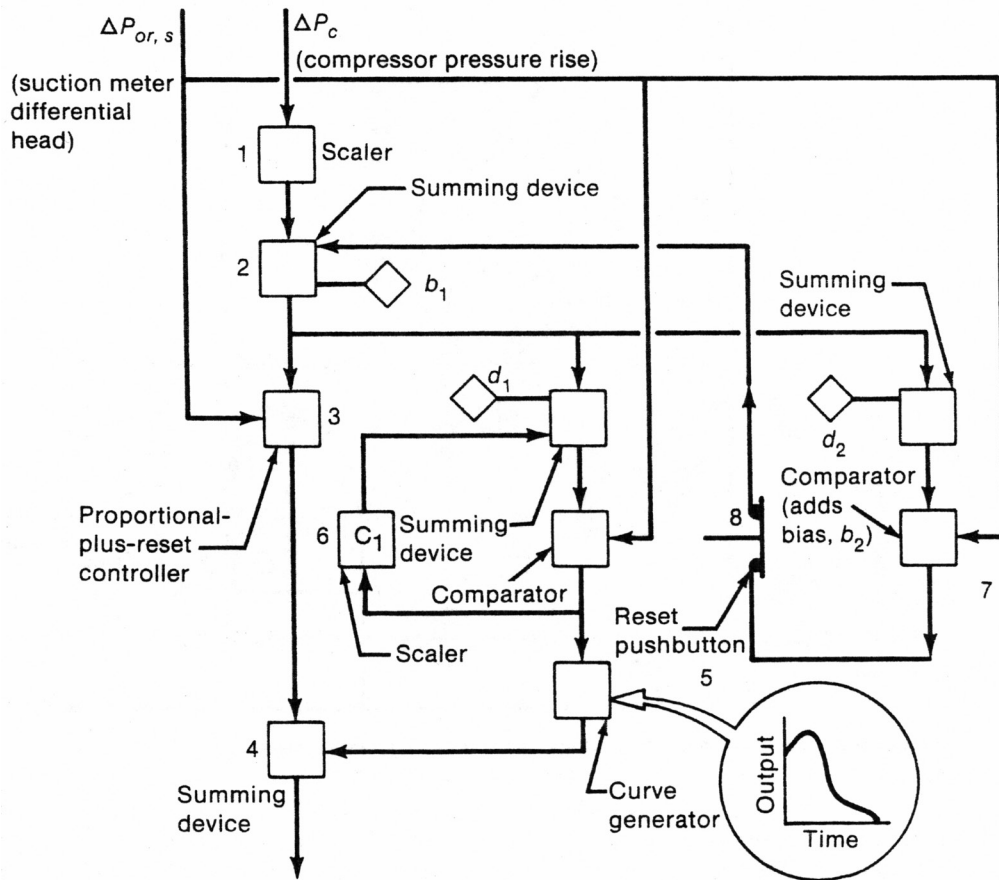 ΔP_or, s
ΔP_c
(compressor pressure rise)
(suction meter
differential
head)
1
Scaler
Summing device
2
b_1
Summing
device
d_1
3
d_2
Comparator
(adds
bias, b_2)
Proportional-
plus-reset
controller
6
C_1
Summing
device
8
Comparator
7
Reset
pushbutton
Scaler
5
4
Summing
device
Curve
generator
Output
Time